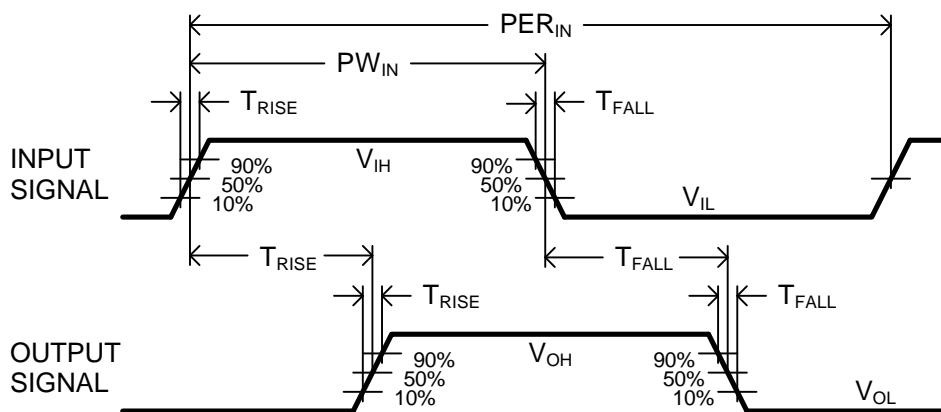 PER_IN
PW_IN
T_RISE
T_FALL
INPUT
SIGNAL
90%
50%
10%
V_IH
90%
50%
10%
V_IL
T_RISE
T_FALL
T_RISE
T_FALL
OUTPUT
SIGNAL
90%
50%
10%
V_OH
90%
50%
10%
V_OL